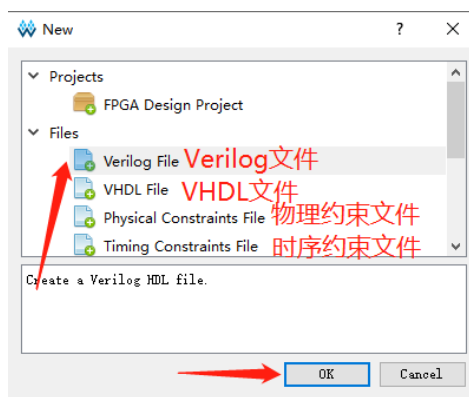 New ? ×
Projects
FPGA Design Project
Files
Verilog File Verilog文件
VHDL File VHDL文件
Physical Constraints File 物理约束文件
Timing Constraints File 时序约束文件
Create a Verilog HDL file.
OK Cancel